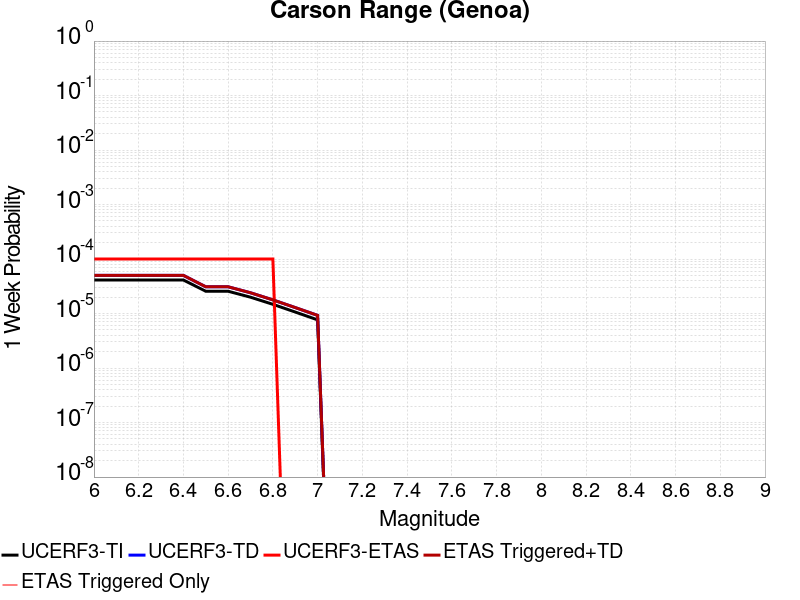 Carson Range (Genoa)
10^0
10^-1
10^-2
10^-3
10^-4
10^-5
10^-6
10^-7
10^-8
1 Week Probability
6 6.2 6.4 6.6 6.8 7 7.2 7.4 7.6 7.8 8 8.2 8.4 8.6 8.8 9
Magnitude
UCERF3-TI UCERF3-TD UCERF3-ETAS ETAS Triggered+TD
ETAS Triggered Only